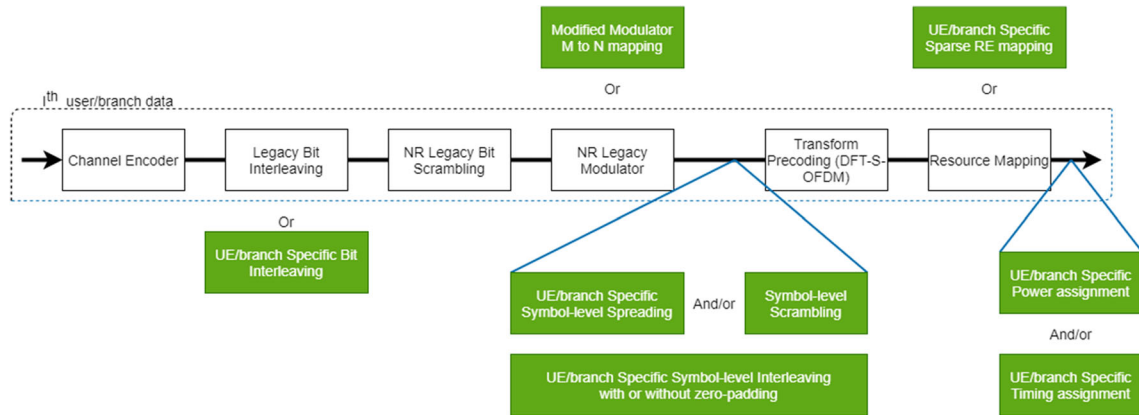 Modified Modulator
M to N mapping
UE/branch Specific
Sparse RE mapping
Or
Or
Ith user/branch data
Channel Encoder
Legacy Bit
Interleaving
NR Legacy Bit
Scrambling
NR Legacy
Modulator
Transform
Precoding (DFT-S-
OFDM)
Resource Mapping
Or
UE/branch Specific Bit
Interleaving
UE/branch Specific
Symbol-level Spreading
And/or
Symbol-level
Scrambling
UE/branch Specific Symbol-level Interleaving
with or without zero-padding
UE/branch Specific
Power assignment
And/or
UE/branch Specific
Timing assignment